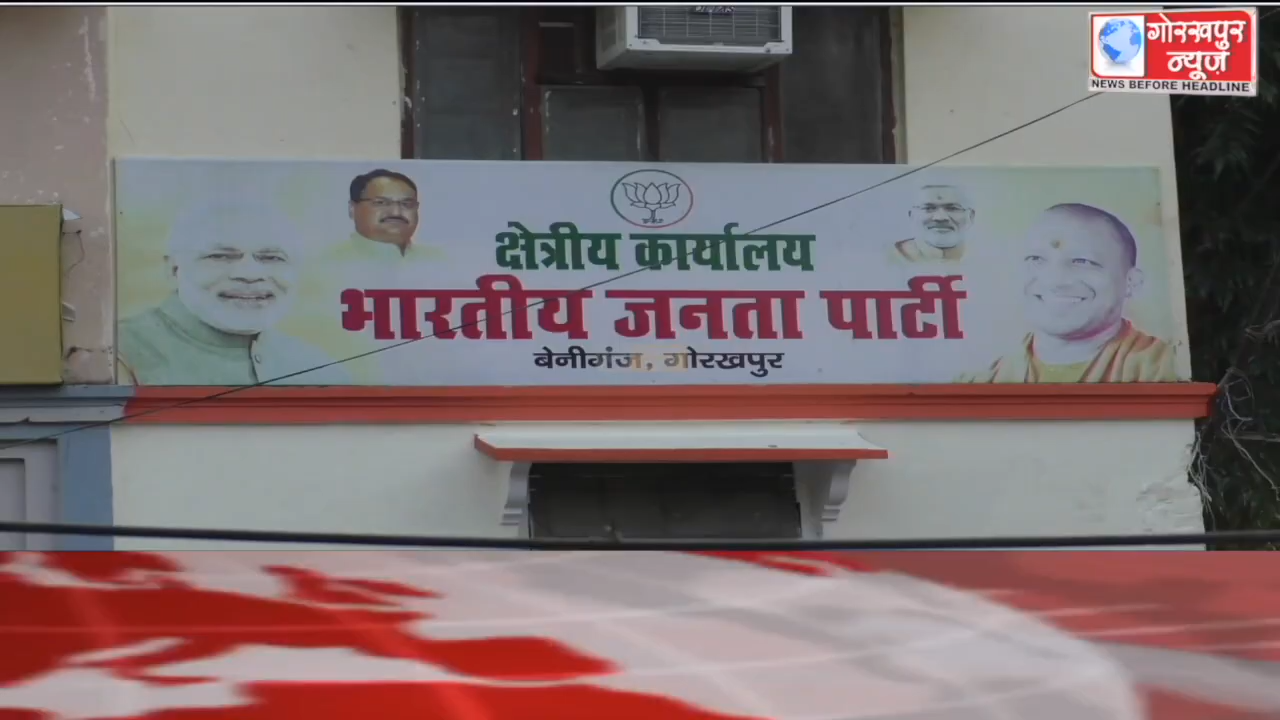 गोरखपुर
न्यूज़
NEWS BEFORE HEADLINE
क्षेत्रीय कार्यालय
भारतीय जनता पार्टी
बेनीगंज, गोरखपुर